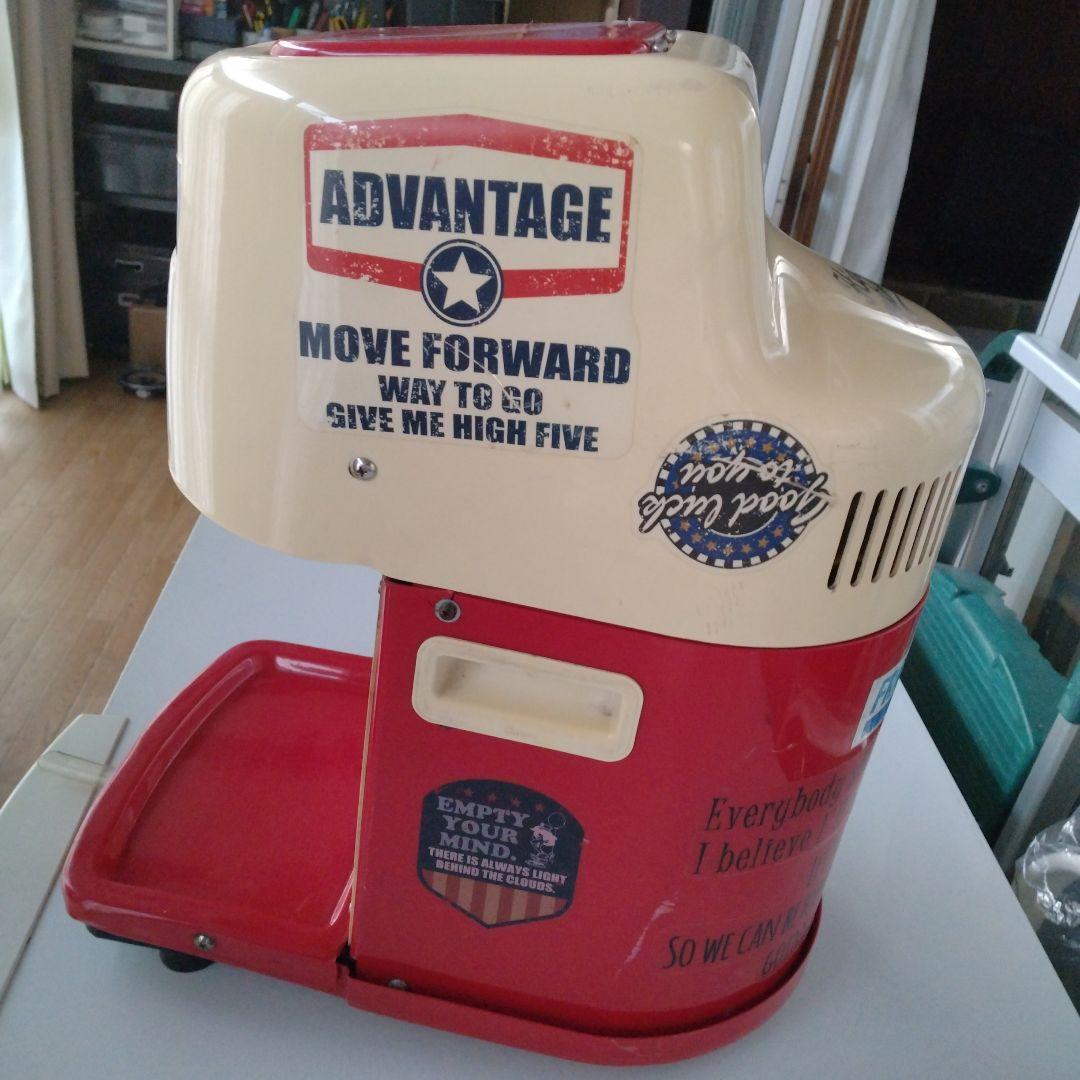 ADVANTAGE
MOVE FORWARD
WAY TO GO
GIVE ME HIGH FIVE
Good luck
to you
EMPTY
YOUR
MIND.
THERE IS ALWAYS LIGHT
BEHIND THE CLOUDS.
Everybody
I believe
SO WE CAN